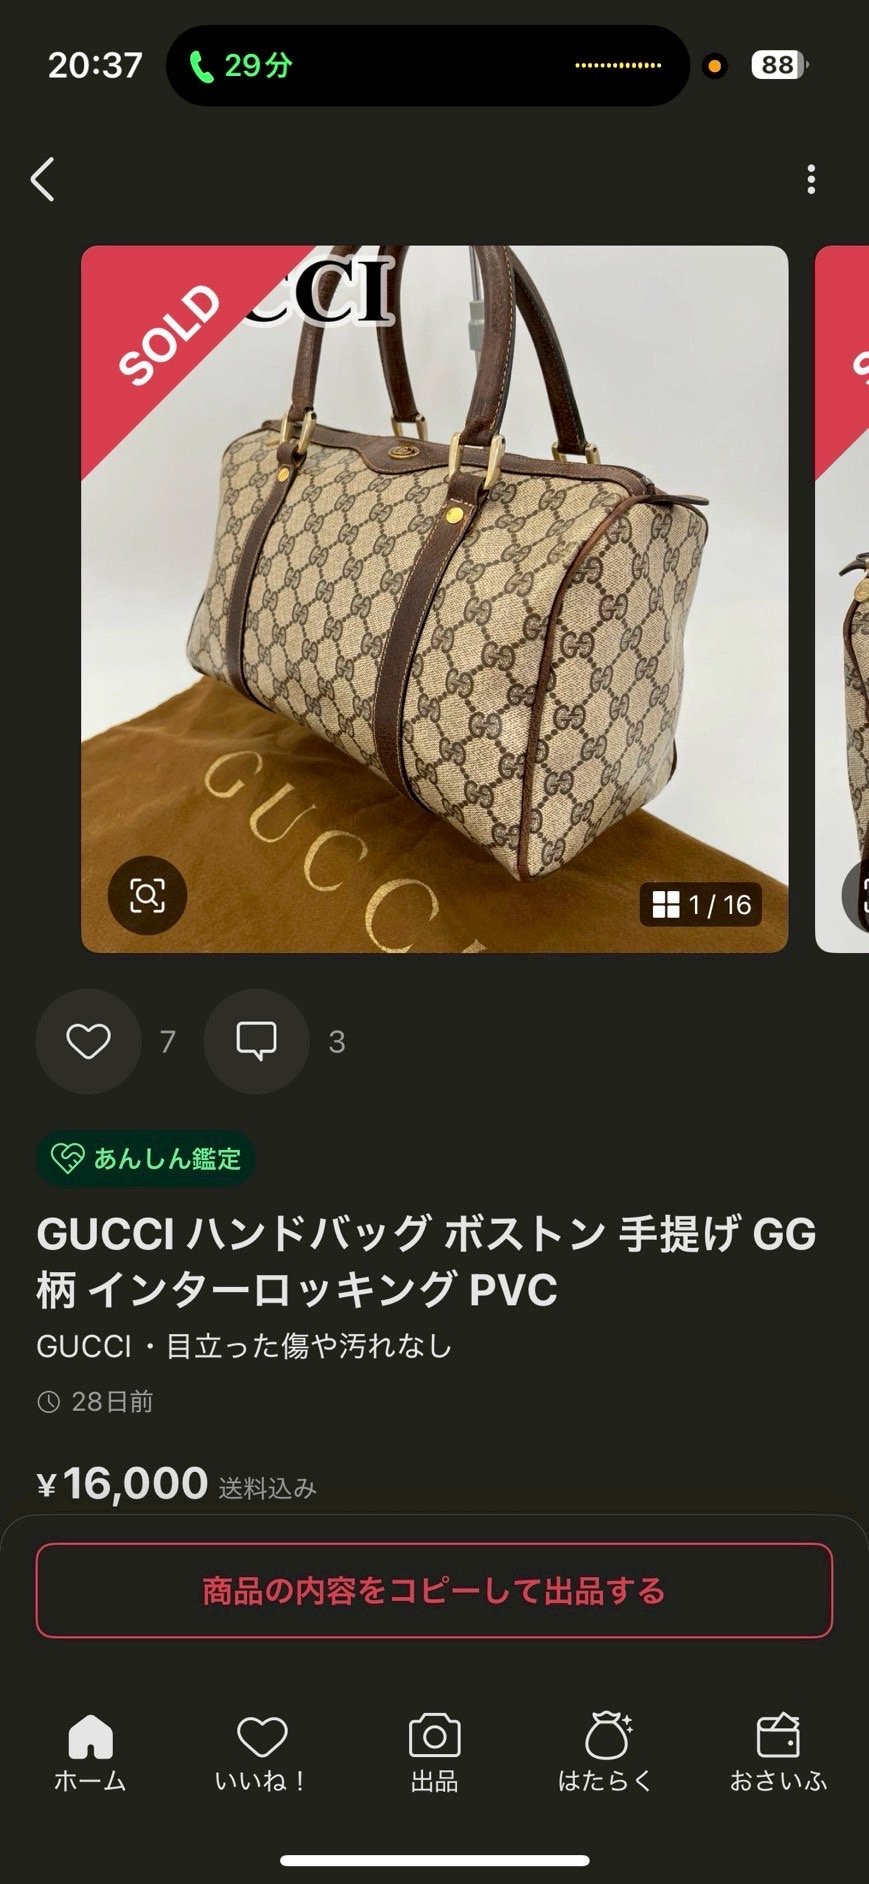 20:37
29分
88
CCI
SOLD
GUCC
1 / 16
7
3
あんしん鑑定
GUCCI ハンドバッグ ボストン 手提げ GG
柄 インターロッキング PVC
GUCCI・目立った傷や汚れなし
28日前
¥16,000 送料込み
商品の内容をコピーして出品する
ホーム
いいね！
出品
はたらく
おさいふ